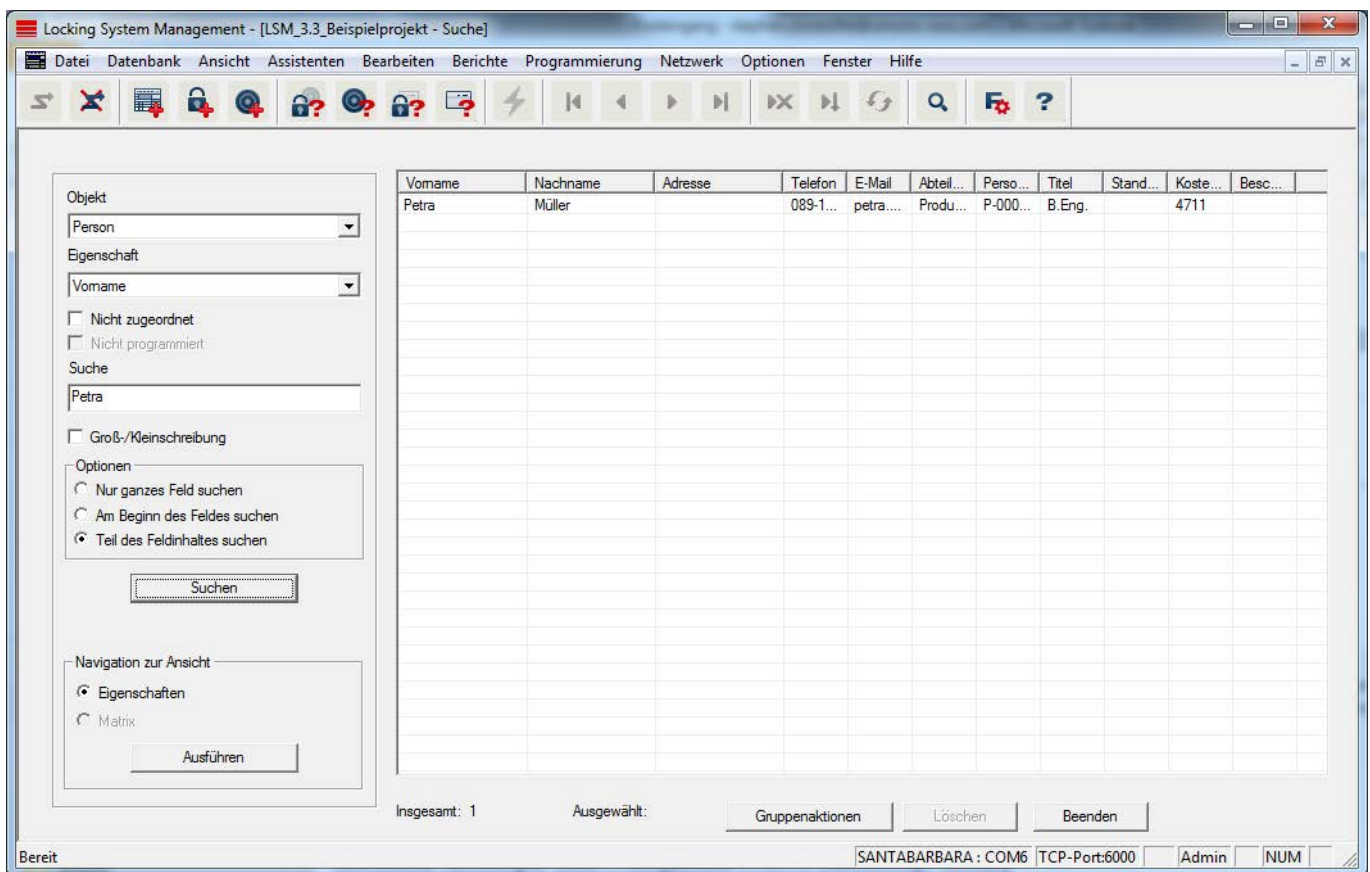 Locking System Management - [LSM_3.3_Beispielprojekt - Suche]
Datei Datenbank Ansicht Assistenten Bearbeiten Berichte Programmierung Netzwerk Optionen Fenster Hilfe
Objekt
Person
Eigenschaft
Vorname
Nicht zugeordnet
Nicht programmiert
Suche
Petra
Groß-/Kleinschreibung
Optionen
Nur ganzes Feld suchen
Am Beginn des Feldes suchen
Teil des Feldinhaltes suchen
Suchen
Navigation zur Ansicht
Eigenschaften
Matrix
Ausführen
Vorname Nachname Adresse Telefon E-Mail Abteil... Perso... Titel Stand... Koste... Besc...
Petra Müller 089-1... petra.... Produ... P-000... B.Eng. 4711
Insgesamt: 1 Ausgewählt: Gruppenaktionen Löschen Beenden
Bereit SANTABARBARA : COM6 TCP-Port:6000 Admin NUM